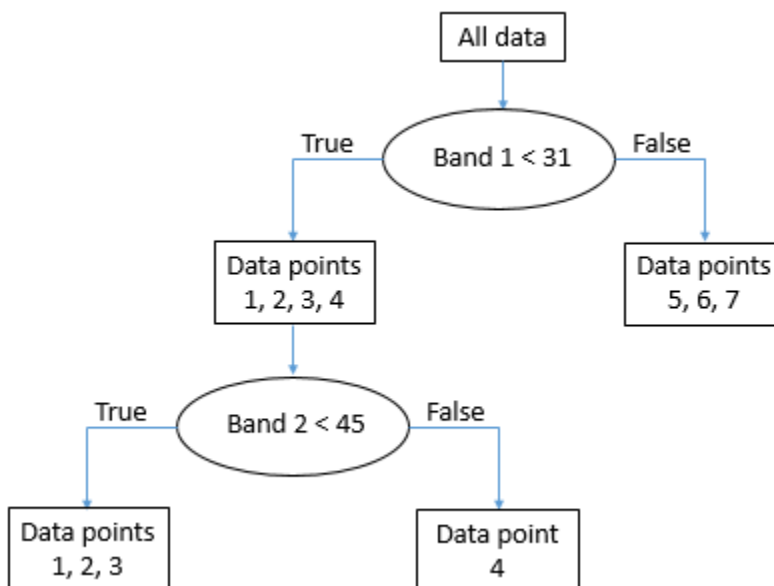 All data
True
Band 1 < 31
False
Data points
1, 2, 3, 4
Data points
5, 6, 7
True
Band 2 < 45
False
Data points
1, 2, 3
Data point
4